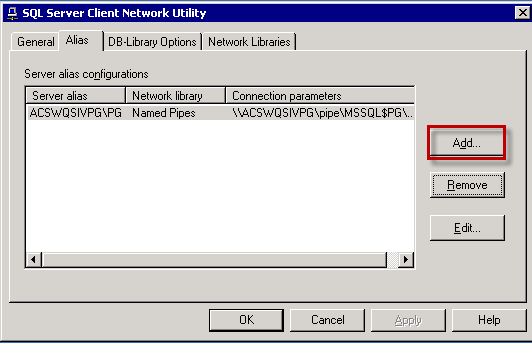 SQL Server Client Network Utility
General Alias DB-Library Options Network Libraries
Server alias configurations
Server alias Network library Connection parameters
ACSWQSIVPG\PG Named Pipes \\ACSWQSIVPG\pipe\MSSQL$PG\..
Add...
Remove
Edit...
OK Cancel Apply Help